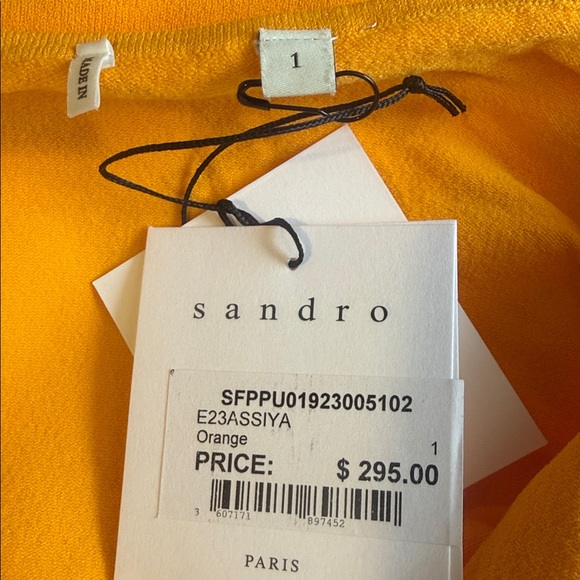 MADE IN
1
sandro
SFPPU01923005102
E23ASSIYA
Orange 1
PRICE: $ 295.00
3 607171 897452
PARIS